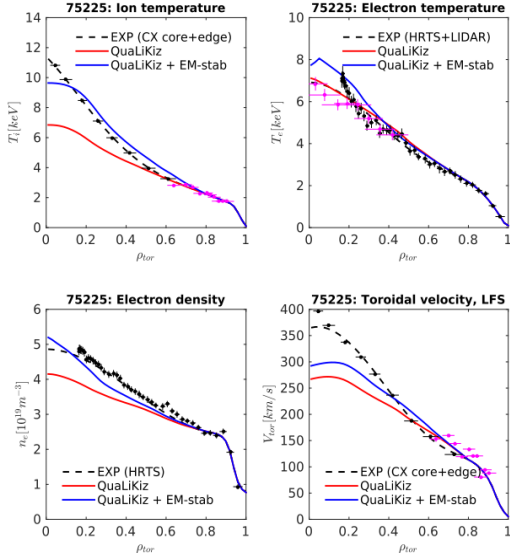 75225: Ion temperature
14
12
10
8
6
4
2
0
T_i[keV]
EXP (CX core+edge)
QuaLiKiz
QuaLiKiz + EM-stab
0 0.2 0.4 0.6 0.8 1
ρ_tor
75225: Electron temperature
10
8
6
4
2
0
T_e[keV]
EXP (HRTS+LIDAR)
QuaLiKiz
QuaLiKiz + EM-stab
0 0.2 0.4 0.6 0.8 1
ρ_tor
75225: Electron density
6
5
4
3
2
1
0
n_e[10^19 m^−3]
EXP (HRTS)
QuaLiKiz
QuaLiKiz + EM-stab
0 0.2 0.4 0.6 0.8 1
ρ_tor
75225: Toroidal velocity, LFS
400
350
300
250
200
150
100
50
0
V_tor[km/s]
EXP (CX core+edge)
QuaLiKiz
QuaLiKiz + EM-stab
0 0.2 0.4 0.6 0.8 1
ρ_tor